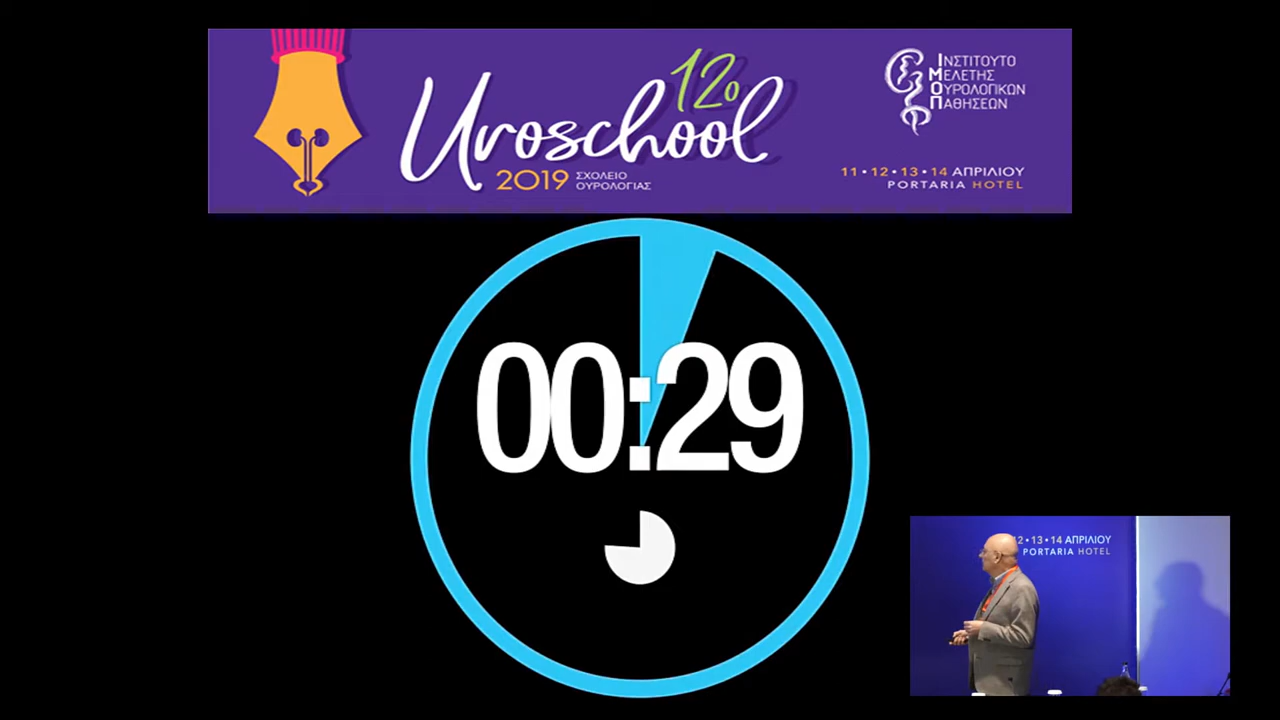 12ο
Uroschool
2019 ΣΧΟΛΕΙΟ
ΟΥΡΟΛΟΓΙΑΣ
ΙΝΣΤΙΤΟΥΤΟ
ΜΕΛΕΤΗΣ
ΟΥΡΟΛΟΓΙΚΩΝ
ΠΑΘΗΣΕΩΝ
11•12•13•14 ΑΠΡΙΛΙΟΥ
PORTARIA HOTEL
00:29
12•13•14 ΑΠΡΙΛΙΟΥ
PORTARIA HOTEL